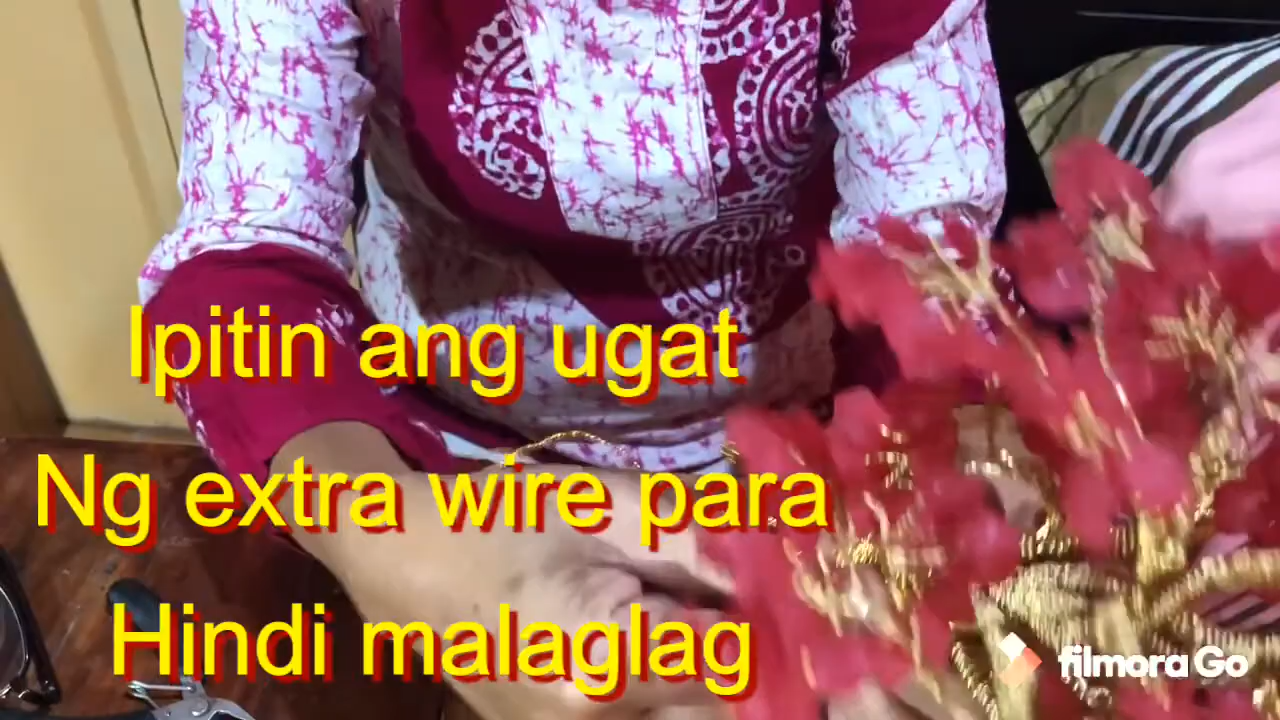 Ipitin ang ugat
Ng extra wire para
Hindi malaglag
filmora Go